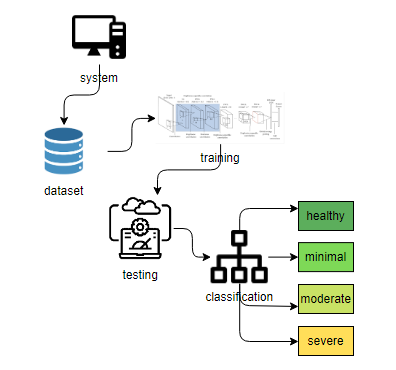 system
dataset
training
testing
classification
healthy
minimal
moderate
severe